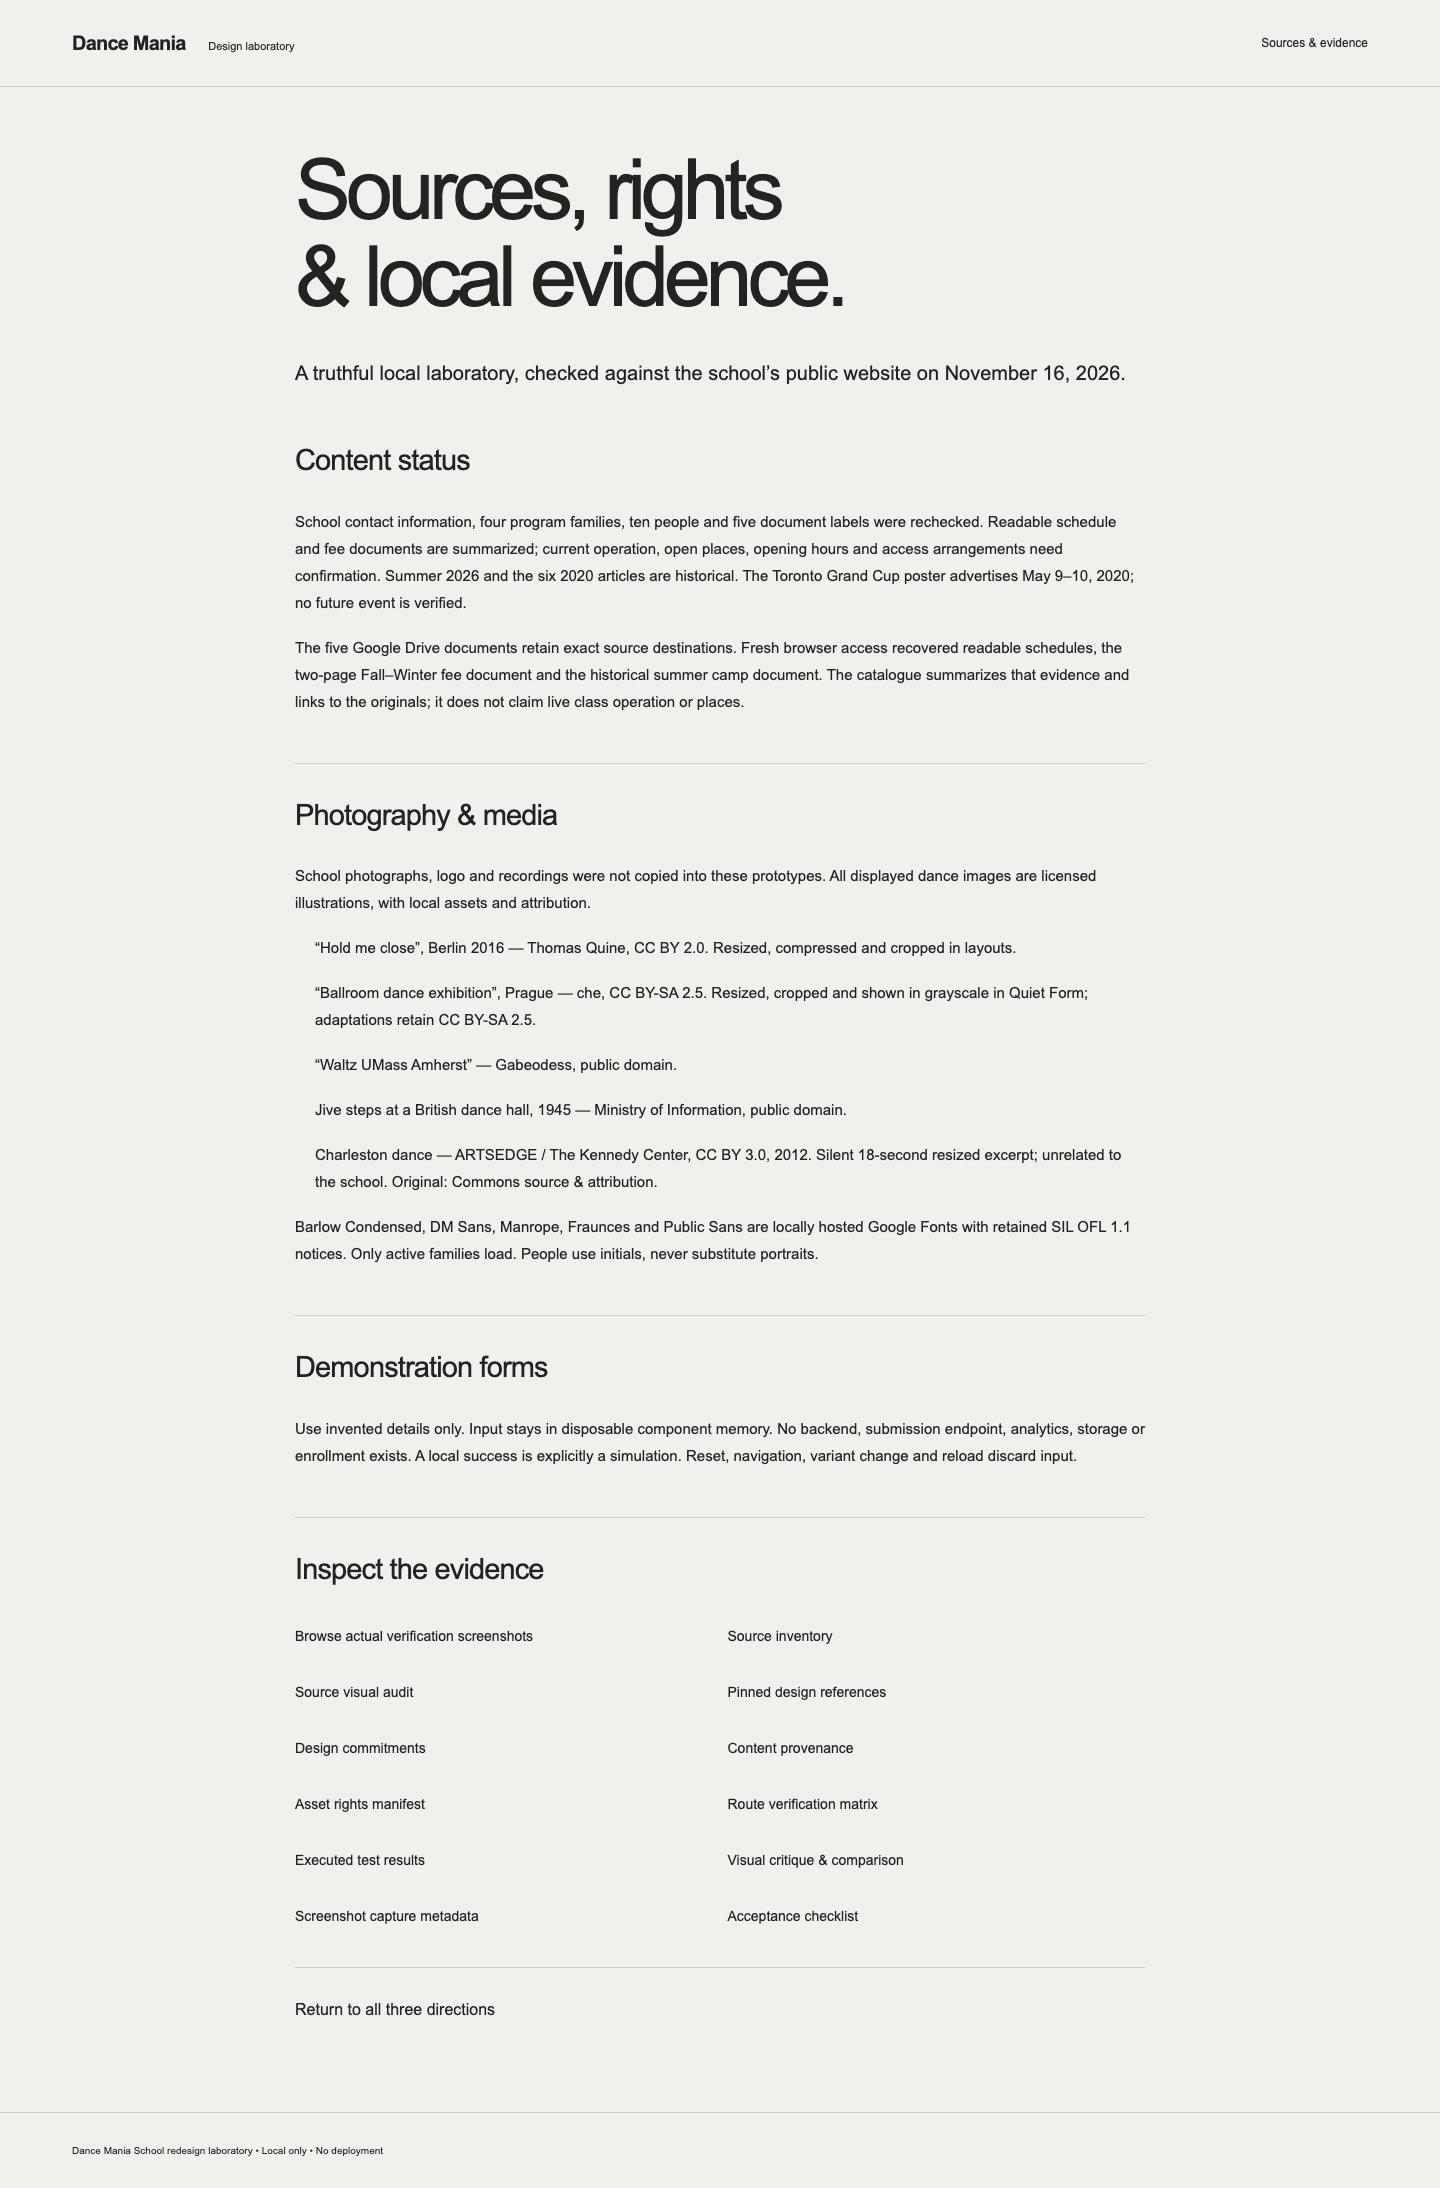 Dance Mania
Design laboratory
Sources & evidence
Sources, rights
& local evidence.
A truthful local laboratory, checked against the school’s public website on November 16, 2026.
Content status
School contact information, four program families, ten people and five document labels were rechecked. Readable schedule
and fee documents are summarized; current operation, open places, opening hours and access arrangements need
confirmation. Summer 2026 and the six 2020 articles are historical. The Toronto Grand Cup poster advertises May 9–10, 2020;
no future event is verified.
The five Google Drive documents retain exact source destinations. Fresh browser access recovered readable schedules, the
two-page Fall–Winter fee document and the historical summer camp document. The catalogue summarizes that evidence and
links to the originals; it does not claim live class operation or places.
Photography & media
School photographs, logo and recordings were not copied into these prototypes. All displayed dance images are licensed
illustrations, with local assets and attribution.
“Hold me close”, Berlin 2016 — Thomas Quine, CC BY 2.0. Resized, compressed and cropped in layouts.
“Ballroom dance exhibition”, Prague — che, CC BY-SA 2.5. Resized, cropped and shown in grayscale in Quiet Form;
adaptations retain CC BY-SA 2.5.
“Waltz UMass Amherst” — Gabeodess, public domain.
Jive steps at a British dance hall, 1945 — Ministry of Information, public domain.
Charleston dance — ARTSEDGE / The Kennedy Center, CC BY 3.0, 2012. Silent 18-second resized excerpt; unrelated to
the school. Original: Commons source & attribution.
Barlow Condensed, DM Sans, Manrope, Fraunces and Public Sans are locally hosted Google Fonts with retained SIL OFL 1.1
notices. Only active families load. People use initials, never substitute portraits.
Demonstration forms
Use invented details only. Input stays in disposable component memory. No backend, submission endpoint, analytics, storage or
enrollment exists. A local success is explicitly a simulation. Reset, navigation, variant change and reload discard input.
Inspect the evidence
Browse actual verification screenshots
Source inventory
Source visual audit
Pinned design references
Design commitments
Content provenance
Asset rights manifest
Route verification matrix
Executed test results
Visual critique & comparison
Screenshot capture metadata
Acceptance checklist
Return to all three directions
Dance Mania School redesign laboratory • Local only • No deployment